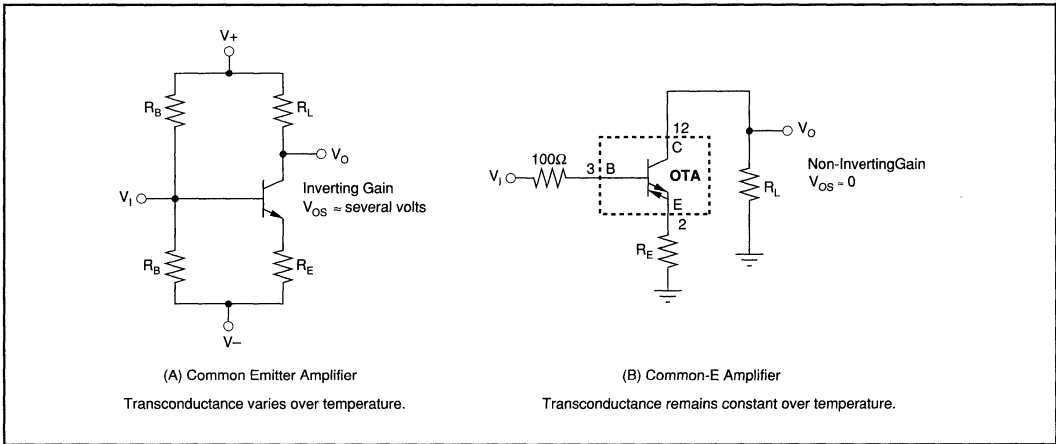 V+
R_B
R_L
V_O
V_I
Inverting Gain
V_OS ≈ several volts
R_B
R_E
V–
(A) Common Emitter Amplifier
Transconductance varies over temperature.
12
V_O
C
100Ω
3
B
OTA
V_I
Non-InvertingGain
V_OS ≈ 0
R_L
E
2
R_E
(B) Common-E Amplifier
Transconductance remains constant over temperature.